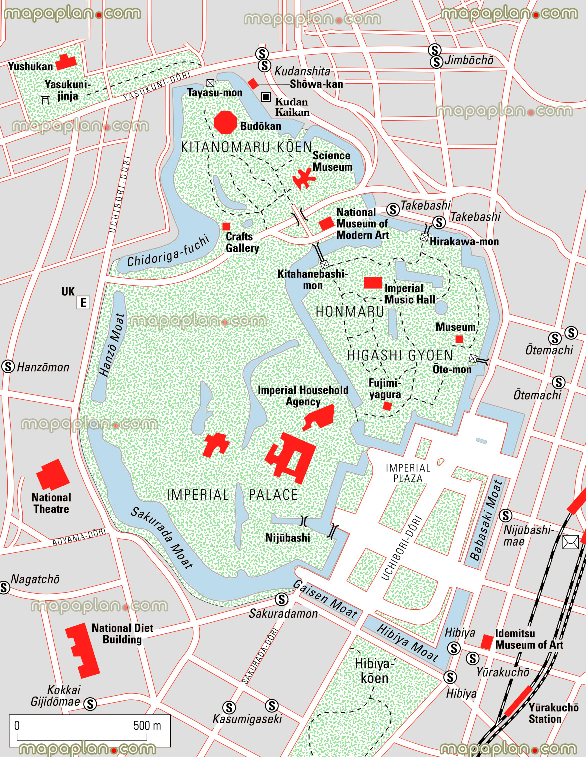 mapaplan.com
mapaplan.com
mapaplan.com
Yushukan
Yasukuni-
jinja
YASUKUNI-DŌRI
Kudanshita
Jimbōchō
Tayasu-mon
Shōwa-kan
Kudan
Kaikan
mapaplan.com
mapaplan.com
Budōkan
KITANOMARU-KŌEN
Science
Museum
UCHIBORI-DŌRI
Takebashi
Takebashi
National
Museum of
Modern Art
Crafts
Gallery
Hirakawa-mon
Chidoriga-fuchi
Kitahanebashi-
mon
UK
E
Imperial
Music Hall
HONMARU
mapaplan.com
mapaplan.com
Hanzō Moat
Museum
Ōtemachi
HIGASHI GYOEN
Hanzōmon
Ōte-mon
Imperial Household
Agency
Fujimi-
yagura
Ōtemachi
mapaplan.com
mapaplan.com
IMPERIAL
PLAZA
National
Theatre
IMPERIAL PALACE
Sakurada Moat
Nijūbashi
UCHIBORI-DŌRI
Babasaki Moat
Nijūbashi-
mae
AOYAMA-DŌRI
Nagatchō
Gaisen Moat
mapaplan.com
mapaplan.com
Sakuradamon
National Diet
Building
Hibiya Moat
Hibiya
Idemitsu
Museum of Art
SAKURADA-DŌRI
Hibiya-
kōen
Yūrakuchō
Hibiya
Kokkai
Gijidōmae
Kasumigaseki
Yūrakuchō
Station
0 500 m
mapaplan.com
mapaplan.com
mapaplan.com